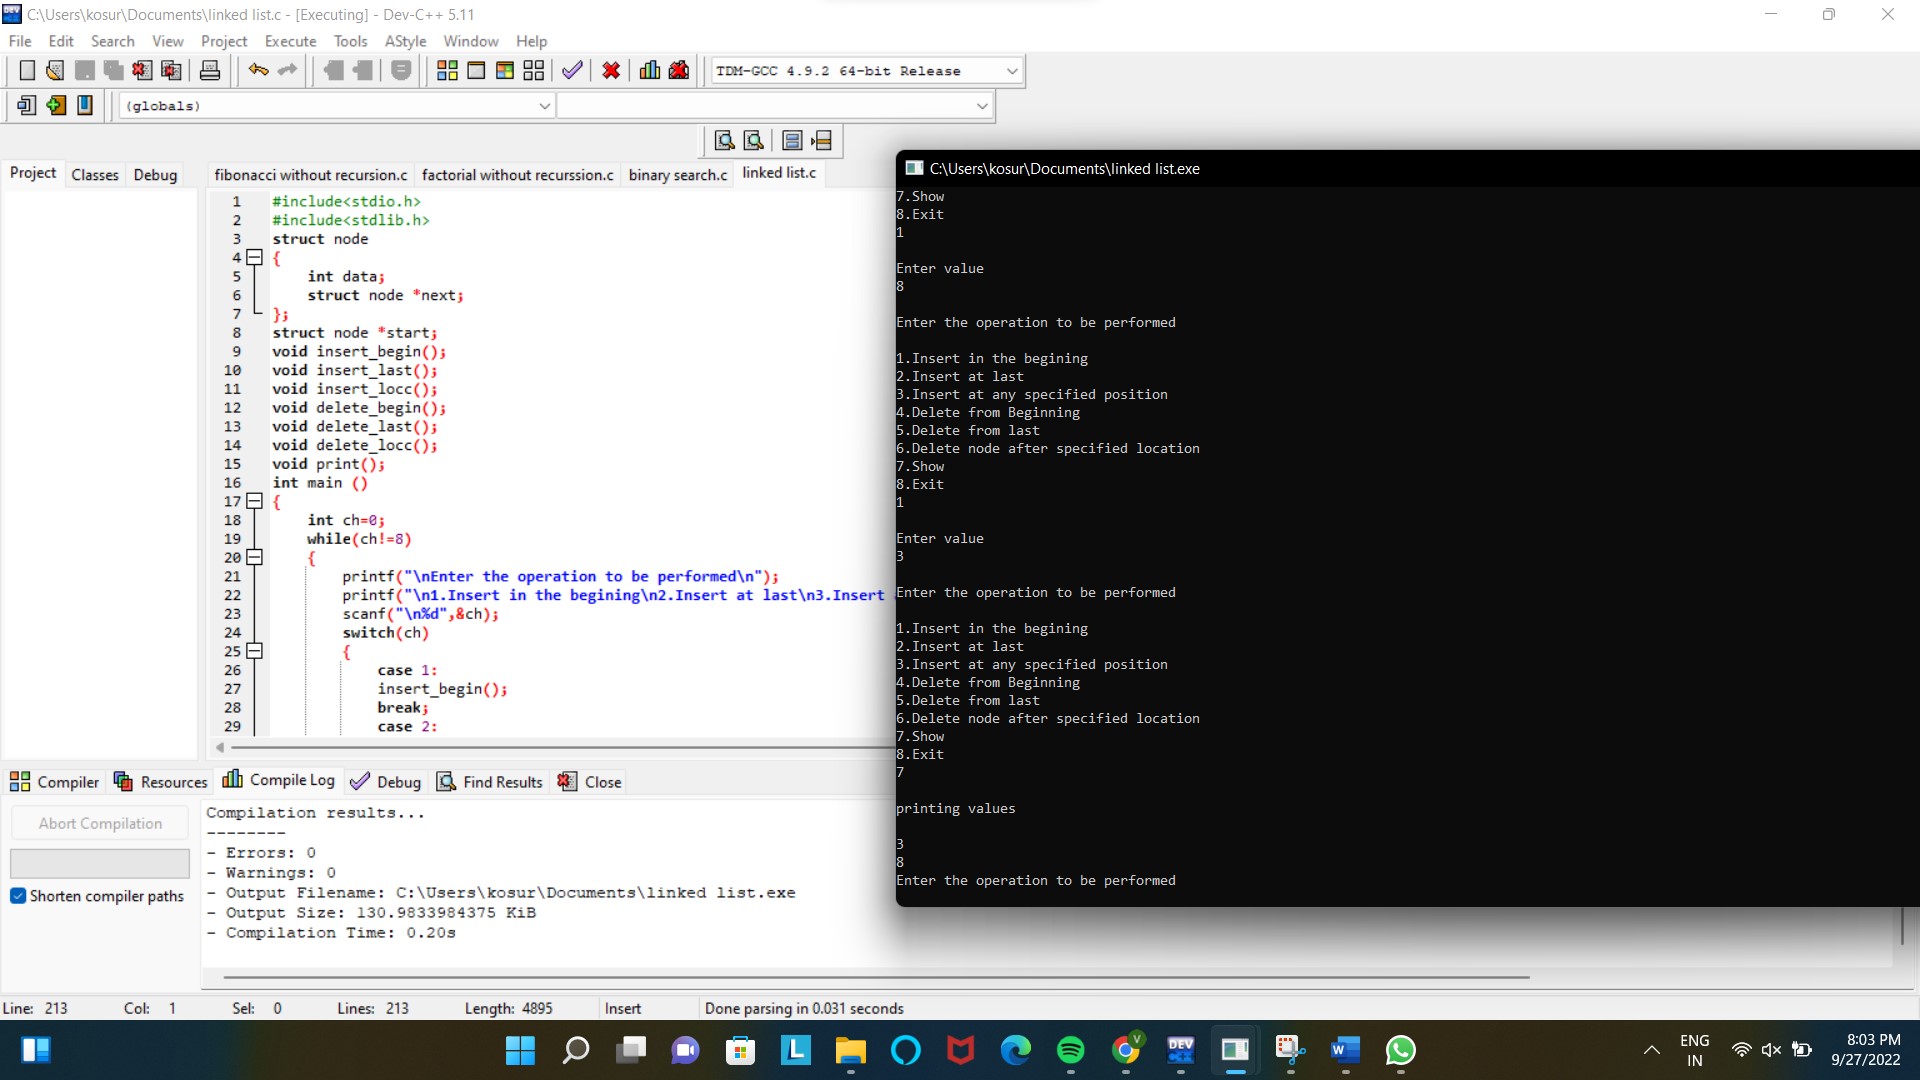 C:\Users\kosur\Documents\linked list.c - [Executing] - Dev-C++ 5.11
File Edit Search View Project Execute Tools AStyle Window Help
TDM-GCC 4.9.2 64-bit Release
(globals)
Project Classes Debug
fibonacci without recursion.c factorial without recurssion.c binary search.c linked list.c
1 #include<stdio.h>
2 #include<stdlib.h>
3 struct node
4 {
5 int data;
6 struct node *next;
7 };
8 struct node *start;
9 void insert_begin();
10 void insert_last();
11 void insert_locc();
12 void delete_begin();
13 void delete_last();
14 void delete_locc();
15 void print();
16 int main ()
17 {
18 int ch=0;
19 while(ch!=8)
20 {
21 printf("\nEnter the operation to be performed\n");
22 printf("\n1.Insert in the begining\n2.Insert at last\n3.Insert
23 scanf("\n%d",&ch);
24 switch(ch)
25 {
26 case 1:
27 insert_begin();
28 break;
29 case 2:
C:\Users\kosur\Documents\linked list.exe
7.Show
8.Exit
1
Enter value
8
Enter the operation to be performed
1.Insert in the begining
2.Insert at last
3.Insert at any specified position
4.Delete from Beginning
5.Delete from last
6.Delete node after specified location
7.Show
8.Exit
1
Enter value
3
Enter the operation to be performed
1.Insert in the begining
2.Insert at last
3.Insert at any specified position
4.Delete from Beginning
5.Delete from last
6.Delete node after specified location
7.Show
8.Exit
7
printing values
3
8
Enter the operation to be performed
Compiler Resources Compile Log Debug Find Results Close
Abort Compilation
Shorten compiler paths
Compilation results...
--------
- Errors: 0
- Warnings: 0
- Output Filename: C:\Users\kosur\Documents\linked list.exe
- Output Size: 130.9833984375 KiB
- Compilation Time: 0.20s
Line: 213 Col: 1 Sel: 0 Lines: 213 Length: 4895 Insert Done parsing in 0.031 seconds
L
V
DEV
C++
W
ENG
IN
8:03 PM
9/27/2022